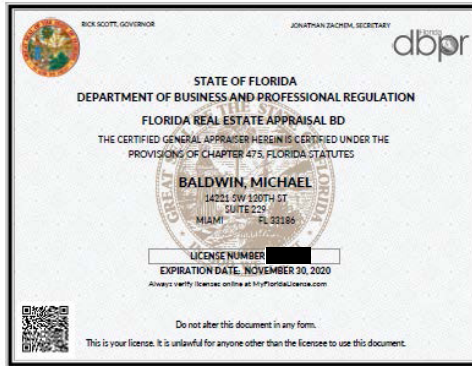 RICK SCOTT, GOVERNOR
JONATHAN ZACHEM, SECRETARY
Florida
dbpr
STATE OF FLORIDA
DEPARTMENT OF BUSINESS AND PROFESSIONAL REGULATION
FLORIDA REAL ESTATE APPRAISAL BD
THE CERTIFIED GENERAL APPRAISER HEREIN IS CERTIFIED UNDER THE
PROVISIONS OF CHAPTER 475, FLORIDA STATUTES
BALDWIN, MICHAEL
14221 SW 120TH ST
SUITE 229
MIAMI FL 33186
LICENSE NUMBER
EXPIRATION DATE: NOVEMBER 30, 2020
Always verify licenses online at MyFloridaLicense.com
Do not alter this document in any form.
This is your license. It is unlawful for anyone other than the licensee to use this document.